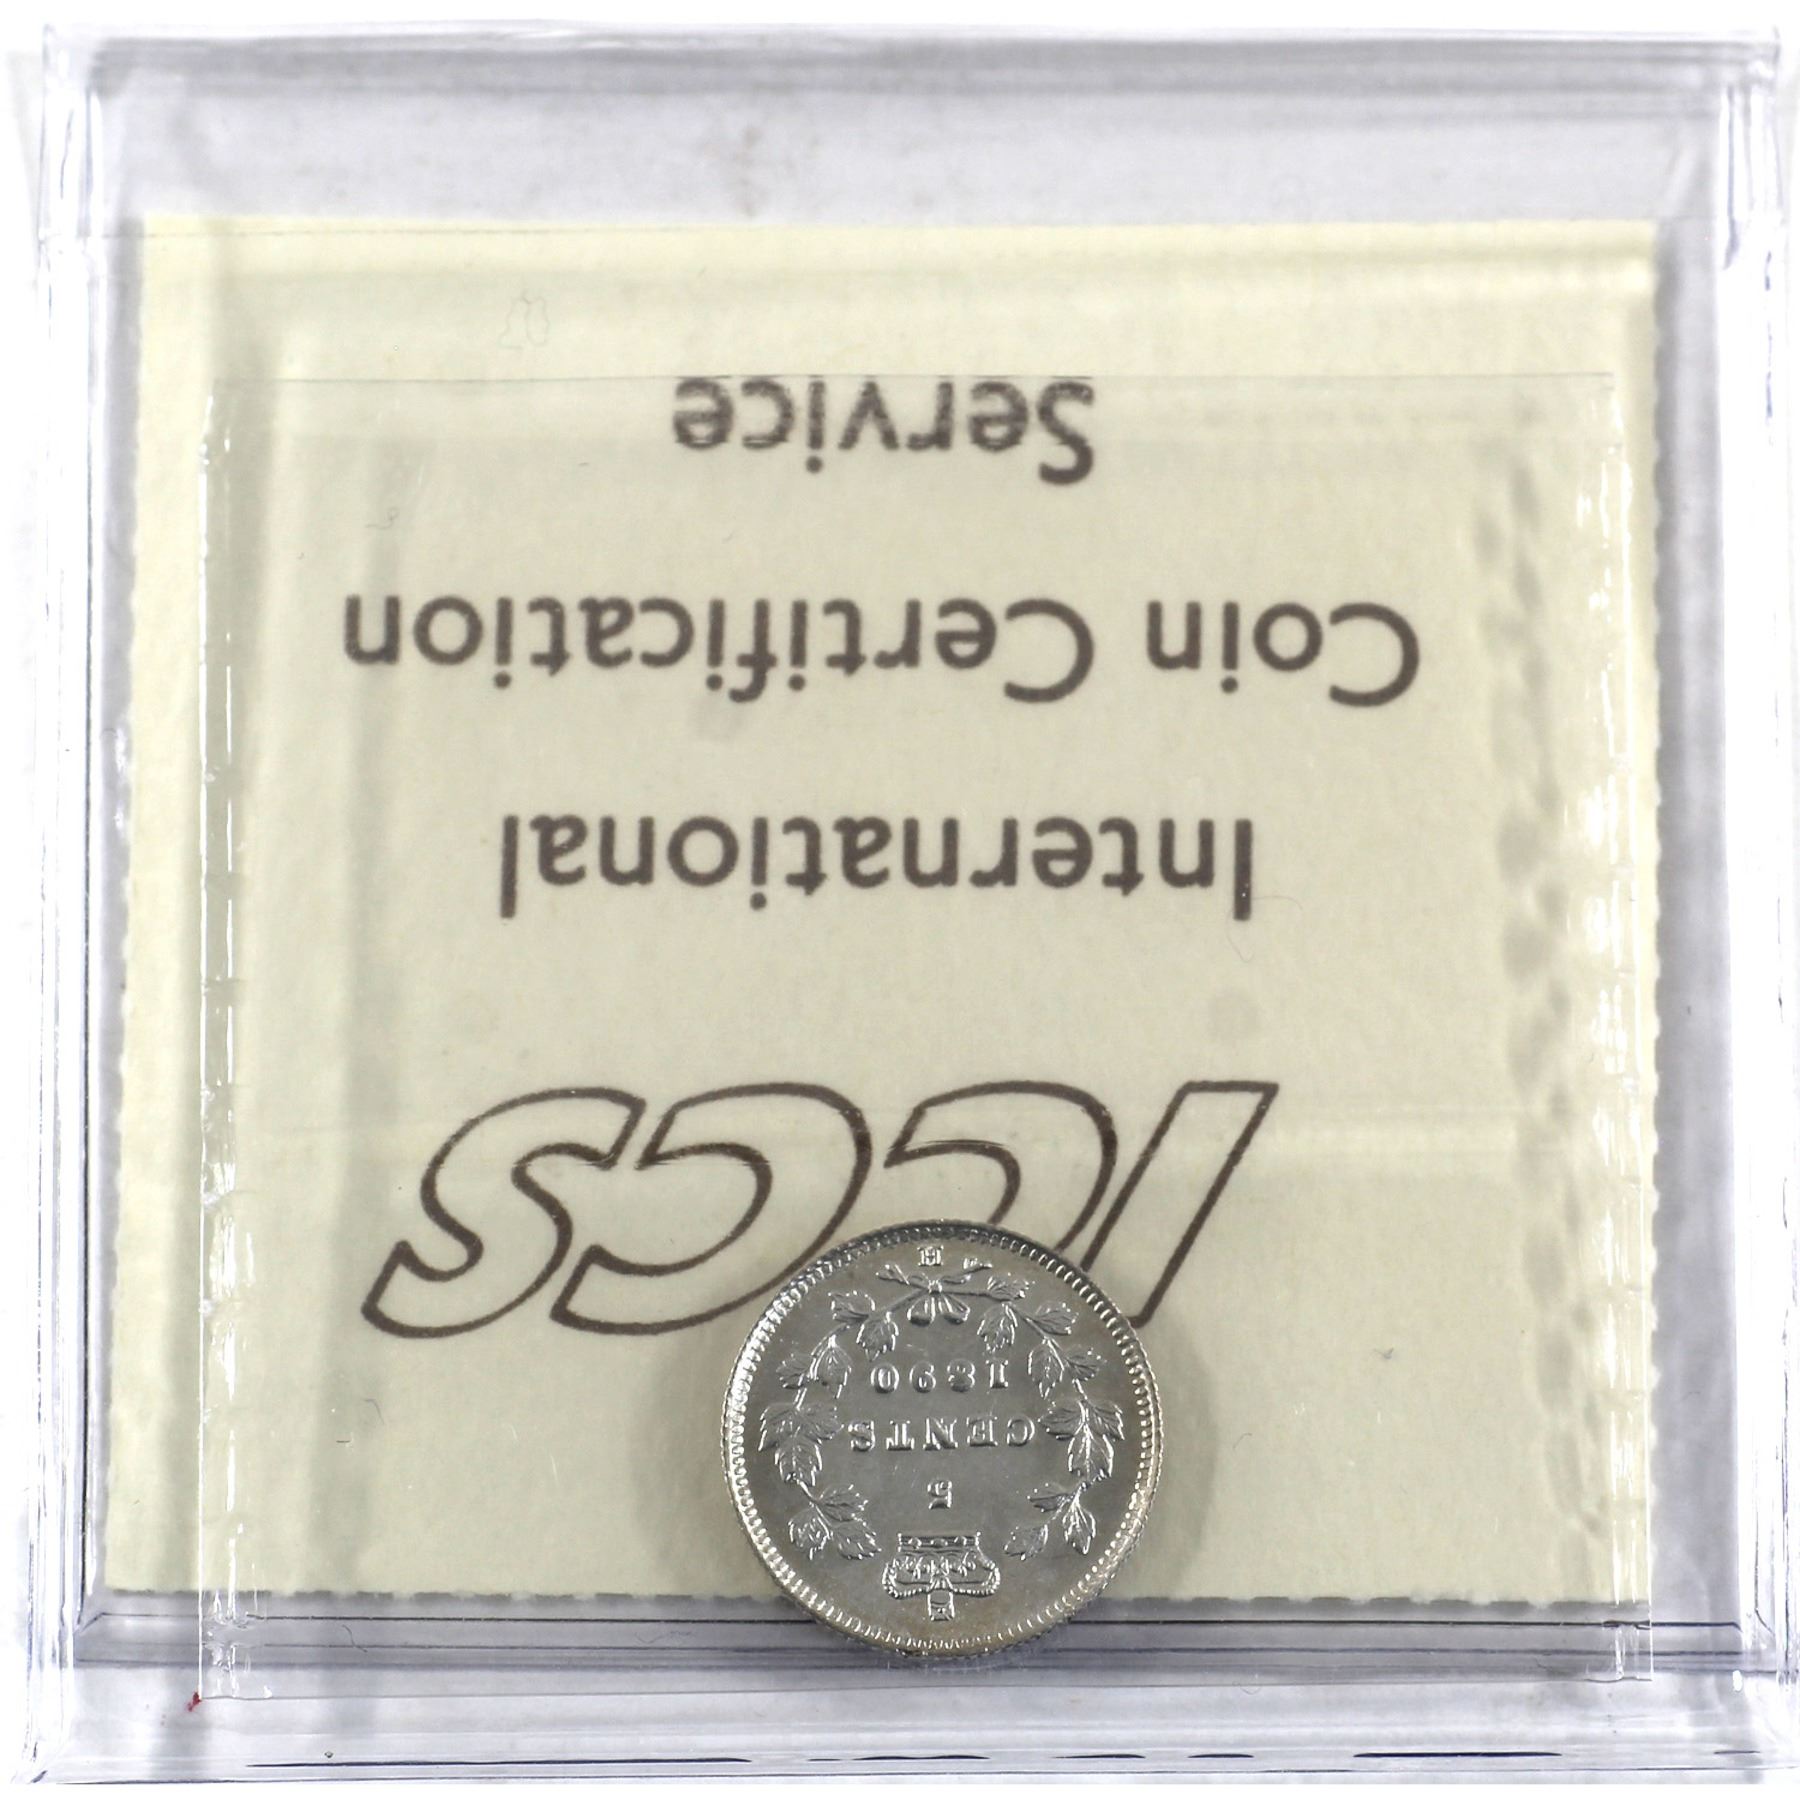 ICCS
International
Coin Certification
Service
5
CENTS
1890
H